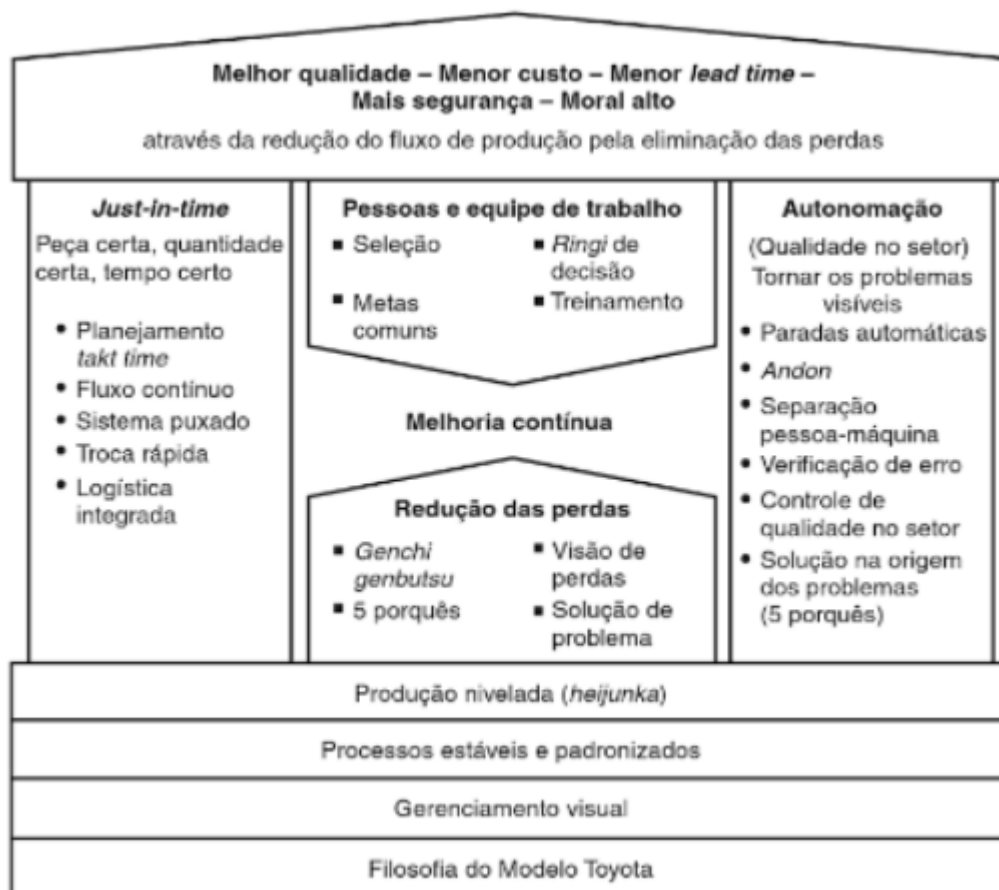 Melhor qualidade – Menor custo – Menor lead time –
Mais segurança – Moral alto
através da redução do fluxo de produção pela eliminação das perdas
Just-in-time
Peça certa, quantidade
certa, tempo certo
• Planejamento
takt time
• Fluxo contínuo
• Sistema puxado
• Troca rápida
• Logística
integrada
Pessoas e equipe de trabalho
▪ Seleção
▪ Metas
comuns
▪ Ringi de
decisão
▪ Treinamento
Melhoria contínua
Redução das perdas
▪ Genchi
genbutsu
▪ 5 porquês
▪ Visão de
perdas
▪ Solução de
problema
Autonomação
(Qualidade no setor)
Tornar os problemas
visíveis
• Paradas automáticas
• Andon
• Separação
pessoa-máquina
• Verificação de erro
• Controle de
qualidade no setor
• Solução na origem
dos problemas
(5 porquês)
Produção nivelada (heijunka)
Processos estáveis e padronizados
Gerenciamento visual
Filosofia do Modelo Toyota